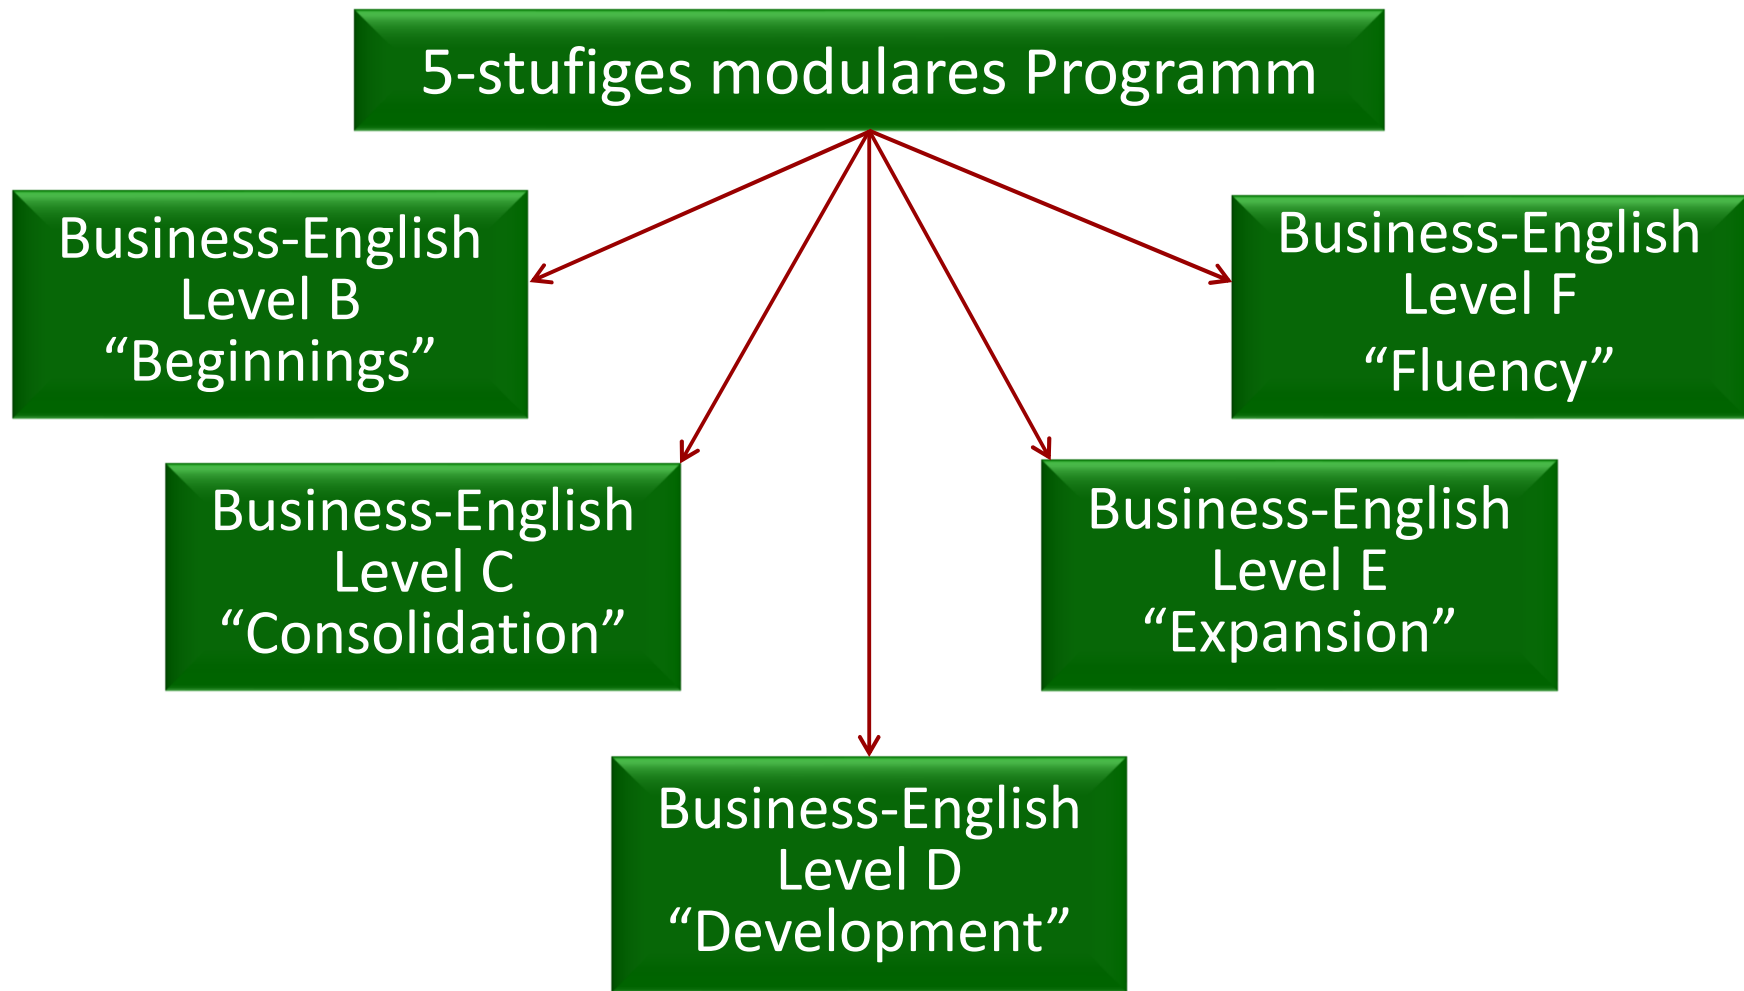 5-stufiges modulares Programm
Business-English
Level B
“Beginnings”
Business-English
Level C
“Consolidation”
Business-English
Level D
“Development”
Business-English
Level E
“Expansion”
Business-English
Level F
“Fluency”